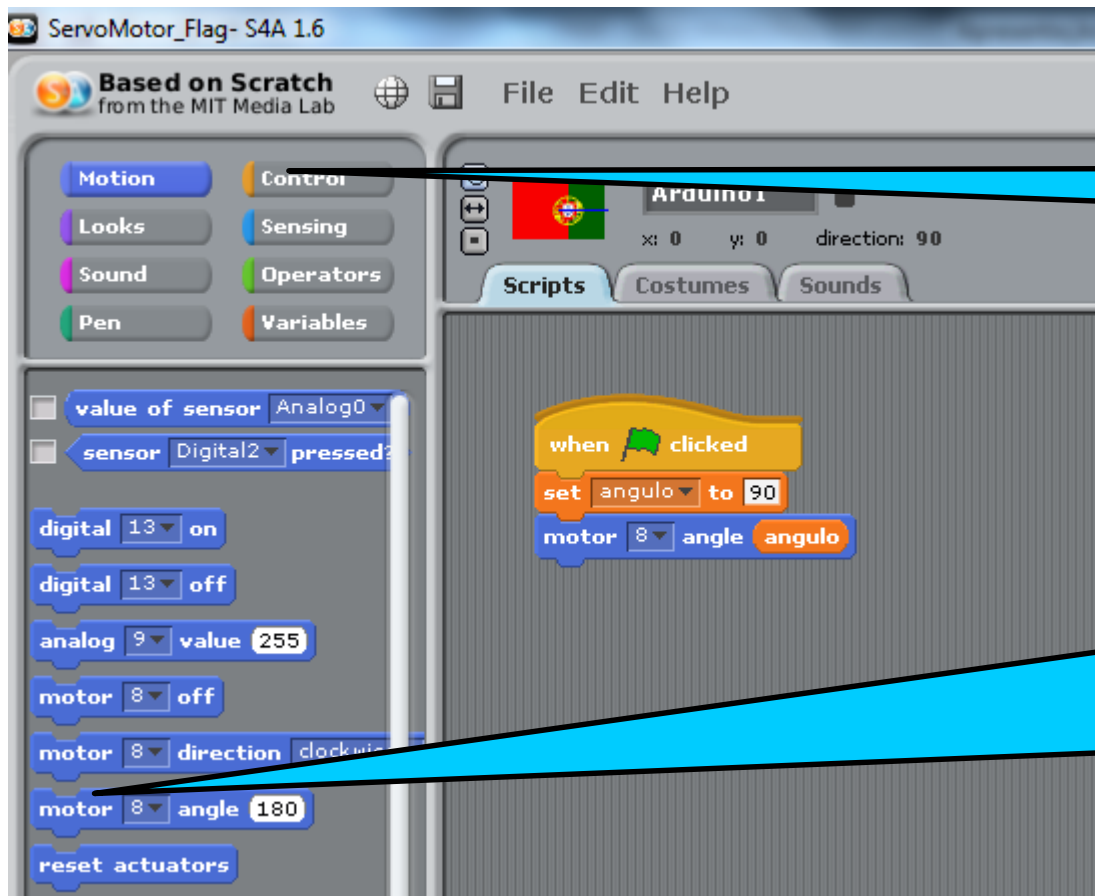 ServoMotor_Flag- S4A 1.6
Based on Scratch
from the MIT Media Lab
File Edit Help
Motion
Control
Looks
Sensing
Sound
Operators
Pen
Variables
Arduino1
x: 0 y: 0 direction: 90
Scripts
Costumes
Sounds
value of sensor Analog0
sensor Digital2 pressed?
digital 13 on
digital 13 off
analog 9 value 255
motor 8 off
motor 8 direction
motor 8 angle 180
reset actuators
when clicked
set angulo to 90
motor 8 angle angulo